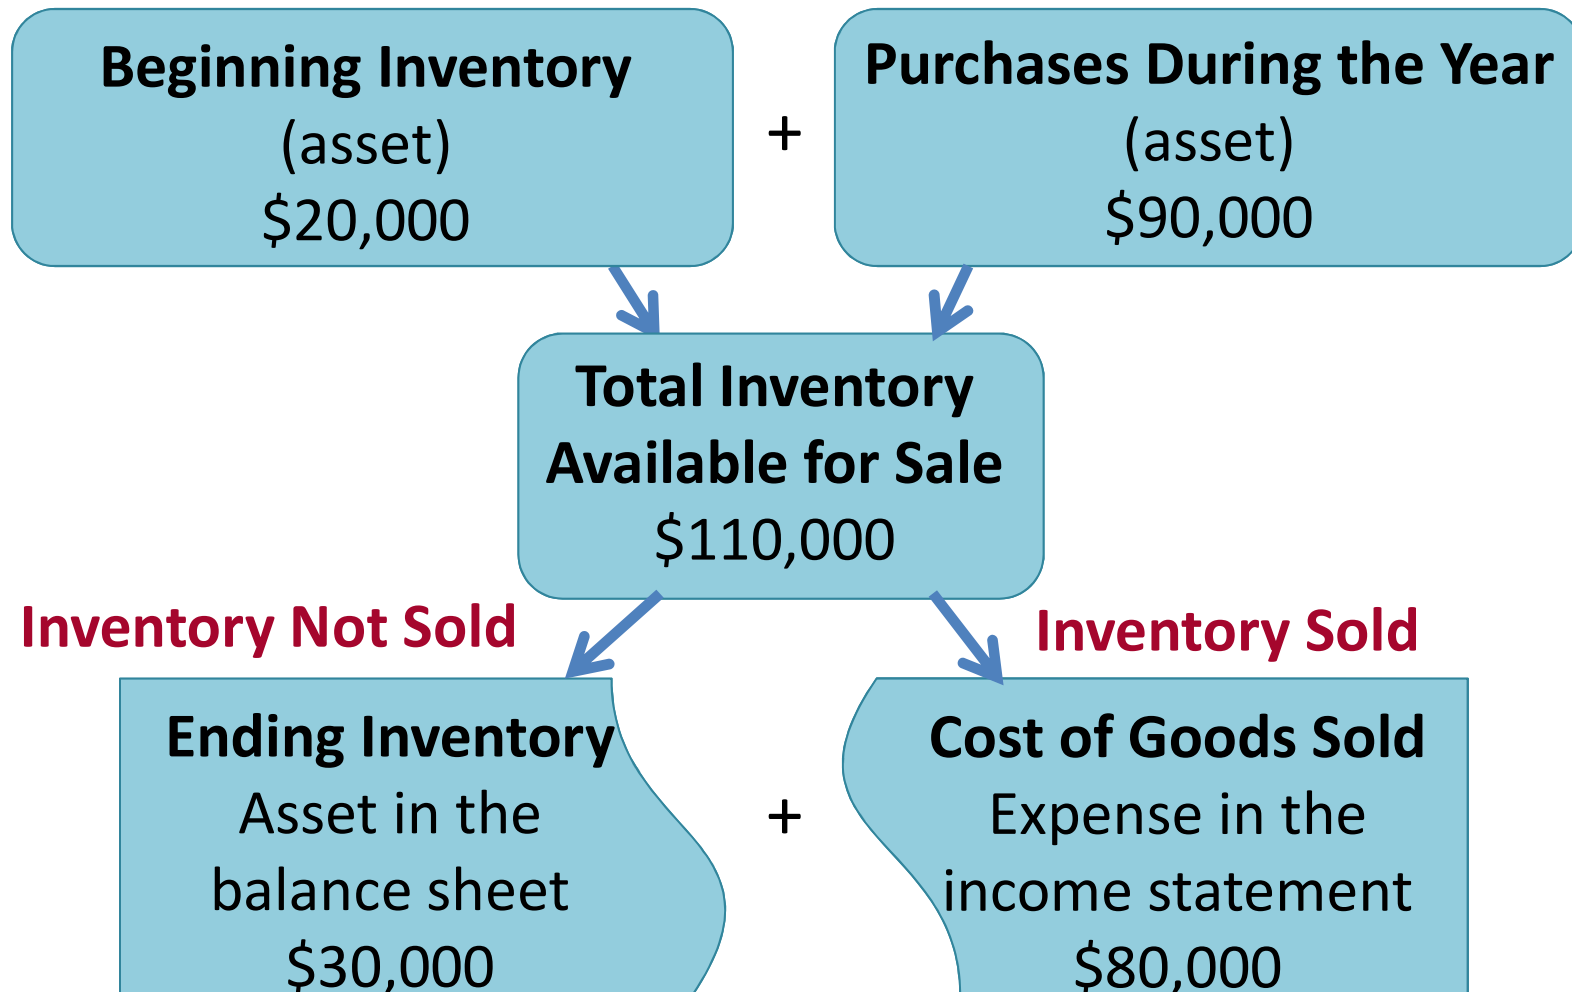 Beginning Inventory
(asset)
$20,000
+
Purchases During the Year
(asset)
$90,000
Total Inventory
Available for Sale
$110,000
Inventory Not Sold
Inventory Sold
Ending Inventory
Asset in the
balance sheet
$30,000
+
Cost of Goods Sold
Expense in the
income statement
$80,000